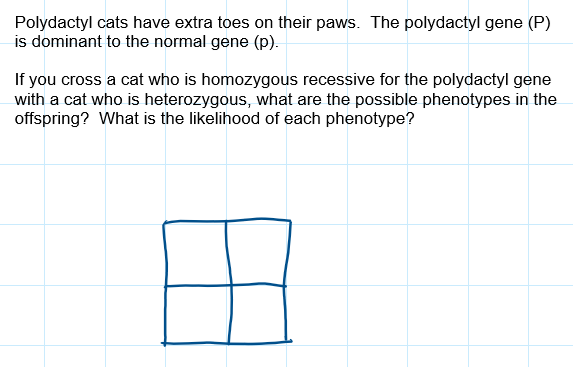 Polydactyl cats have extra toes on their paws.  The polydactyl gene (P)
is dominant to the normal gene (p).
If you cross a cat who is homozygous recessive for the polydactyl gene
with a cat who is heterozygous, what are the possible phenotypes in the
offspring?  What is the likelihood of each phenotype?